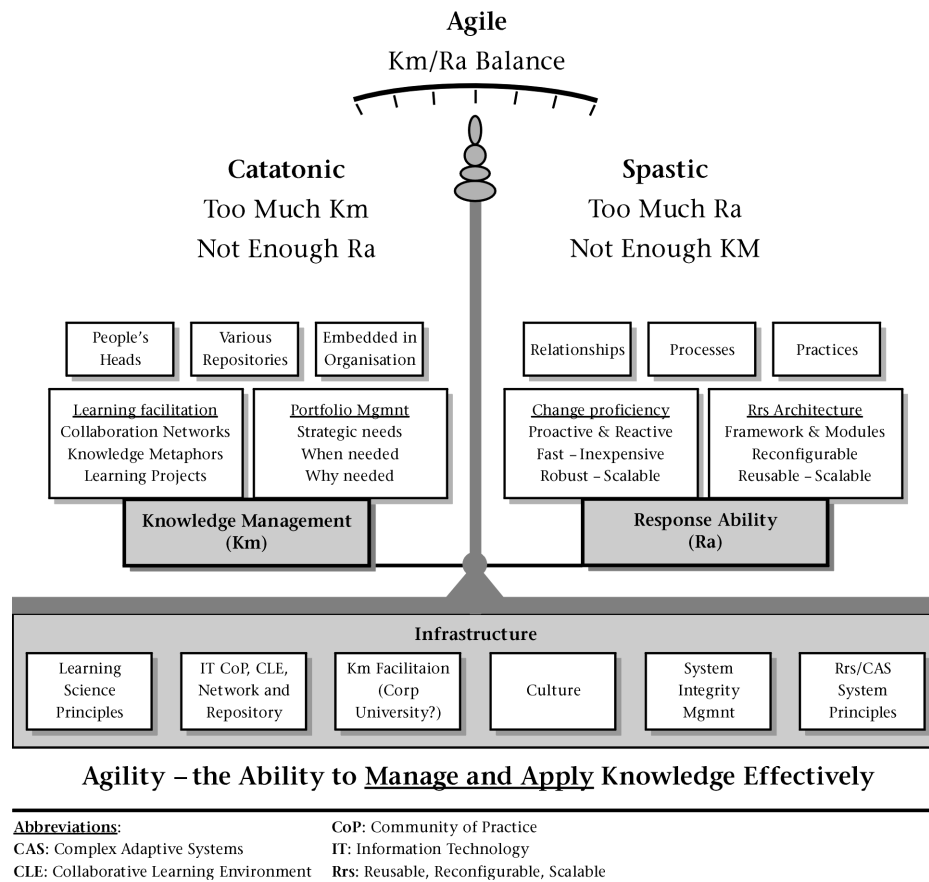 Agile
Km/Ra Balance
Catatonic
Too Much Km
Not Enough Ra
Spastic
Too Much Ra
Not Enough KM
People's
Heads
Various
Repositories
Embedded in
Organisation
Relationships
Processes
Practices
Learning facilitation
Collaboration Networks
Knowledge Metaphors
Learning Projects
Portfolio Mgmnt
Strategic needs
When needed
Why needed
Change proficiency
Proactive & Reactive
Fast – Inexpensive
Robust – Scalable
Rrs Architecture
Framework & Modules
Reconfigurable
Reusable – Scalable
Knowledge Management
(Km)
Response Ability
(Ra)
Infrastructure
Learning
Science
Principles
IT CoP, CLE,
Network and
Repository
Km Facilitaion
(Corp
University?)
Culture
System
Integrity
Mgmnt
Rrs/CAS
System
Principles
Agility – the Ability to Manage and Apply Knowledge Effectively
Abbreviations:
CAS: Complex Adaptive Systems
CLE: Collaborative Learning Environment
CoP: Community of Practice
IT: Information Technology
Rrs: Reusable, Reconfigurable, Scalable